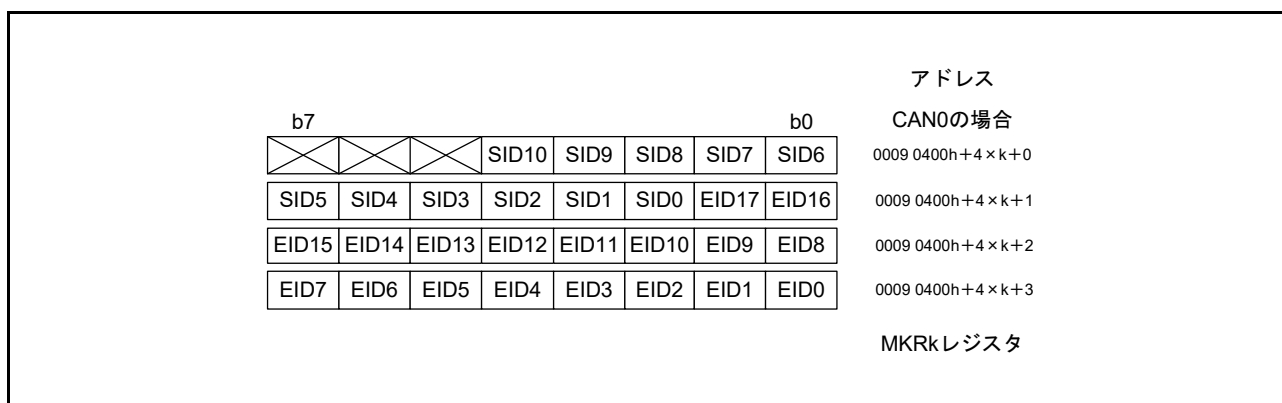 アドレス
b7 b0 CAN0の場合
SID10 SID9 SID8 SID7 SID6 0009 0400h+4×k+0
SID5 SID4 SID3 SID2 SID1 SID0 EID17 EID16 0009 0400h+4×k+1
EID15 EID14 EID13 EID12 EID11 EID10 EID9 EID8 0009 0400h+4×k+2
EID7 EID6 EID5 EID4 EID3 EID2 EID1 EID0 0009 0400h+4×k+3
MKRkレジスタ